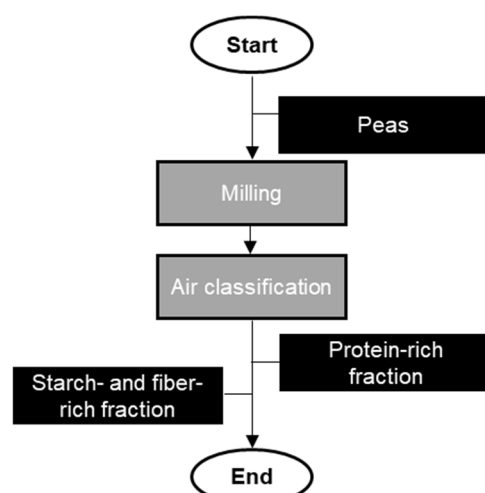 Start
Peas
Milling
Air classification
Protein-rich
fraction
Starch- and fiber-
rich fraction
End